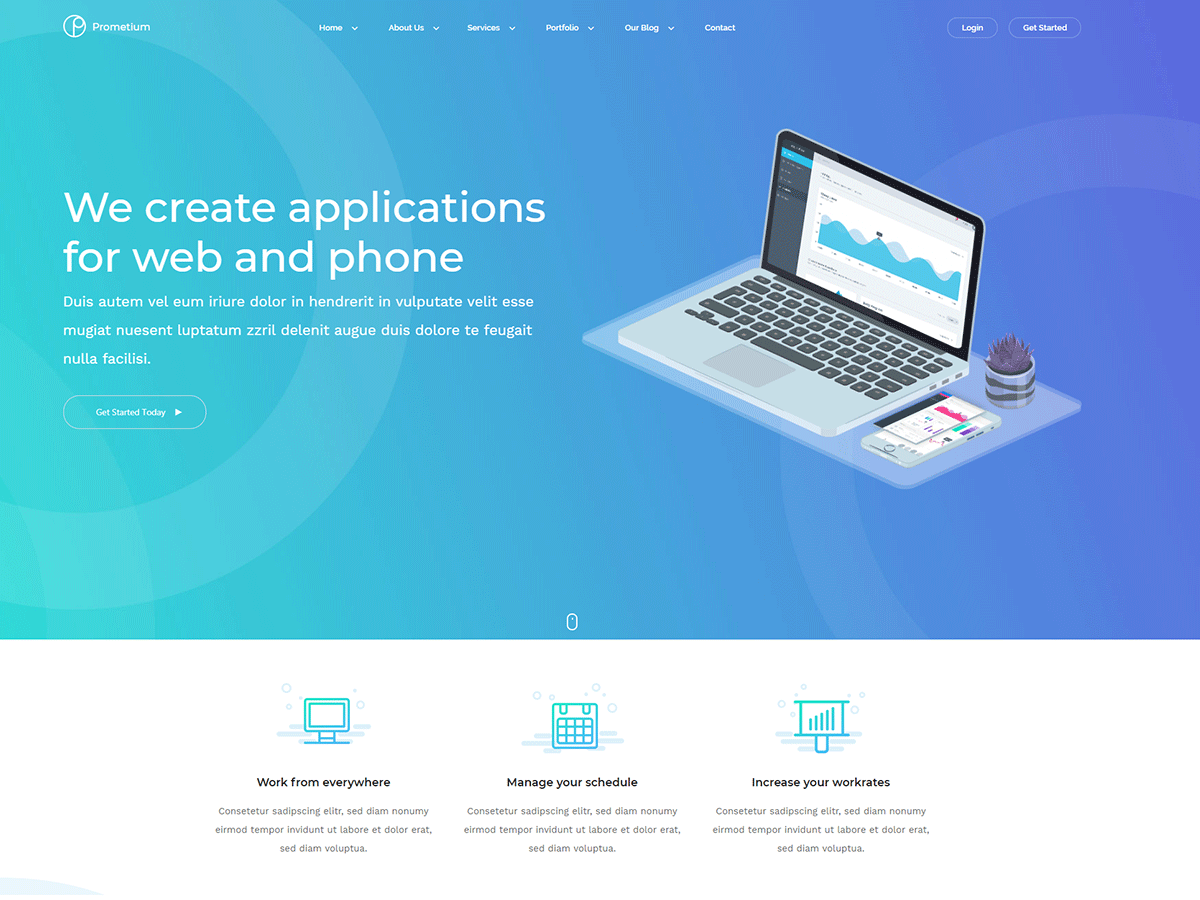 Prometium
Home
About Us
Services
Portfolio
Our Blog
Contact
Login
Get Started
We create applications
for web and phone
Duis autem vel eum iriure dolor in hendrerit in vulputate velit esse
mugiat nuesent luptatum zzril delenit augue duis dolore te feugait
nulla facilisi.
Get Started Today
Work from everywhere
Consetetur sadipscing elitr, sed diam nonumy
eirmod tempor invidunt ut labore et dolor erat,
sed diam voluptua.
Manage your schedule
Consetetur sadipscing elitr, sed diam nonumy
eirmod tempor invidunt ut labore et dolor erat,
sed diam voluptua.
Increase your workrates
Consetetur sadipscing elitr, sed diam nonumy
eirmod tempor invidunt ut labore et dolor erat,
sed diam voluptua.